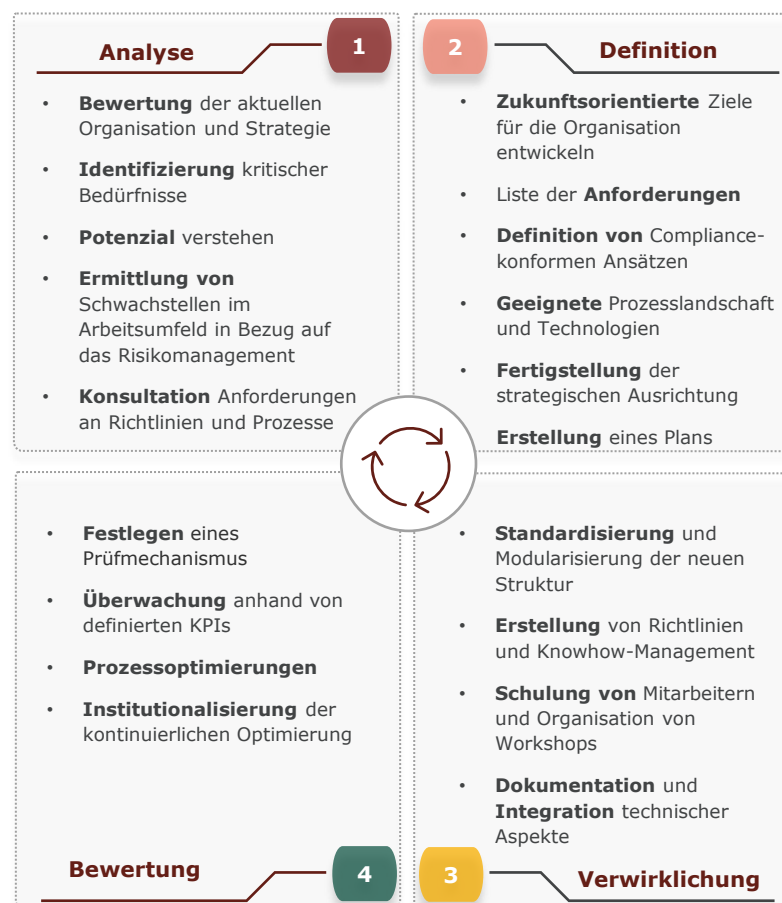 Analyse
1
• Bewertung der aktuellen
Organisation und Strategie
• Identifizierung kritischer
Bedürfnisse
• Potenzial verstehen
• Ermittlung von
Schwachstellen im
Arbeitsumfeld in Bezug auf
das Risikomanagement
• Konsultation Anforderungen
an Richtlinien und Prozesse
2
Definition
• Zukunftsorientierte Ziele
für die Organisation
entwickeln
• Liste der Anforderungen
• Definition von Compliance-
konformen Ansätzen
• Geeignete Prozesslandschaft
und Technologien
• Fertigstellung der
strategischen Ausrichtung
Erstellung eines Plans
• Festlegen eines
Prüfmechanismus
• Überwachung anhand von
definierten KPIs
• Prozessoptimierungen
• Institutionalisierung der
kontinuierlichen Optimierung
Bewertung
4
• Standardisierung und
Modularisierung der neuen
Struktur
• Erstellung von Richtlinien
und Knowhow-Management
• Schulung von Mitarbeitern
und Organisation von
Workshops
• Dokumentation und
Integration technischer
Aspekte
3
Verwirklichung